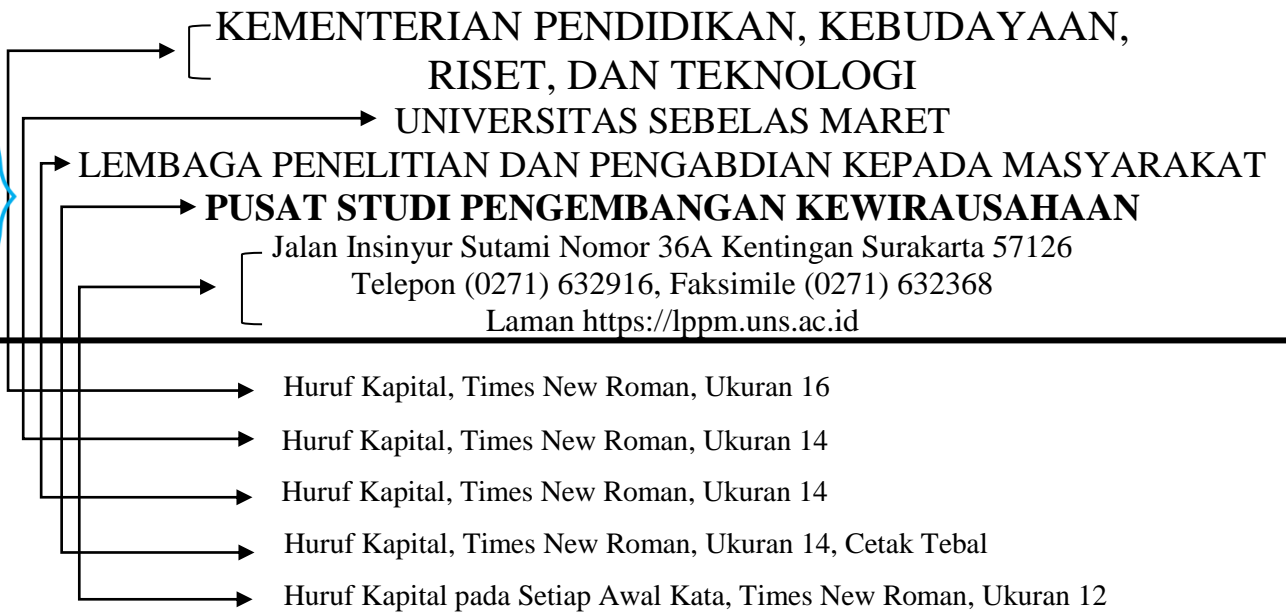 KEMENTERIAN PENDIDIKAN, KEBUDAYAAN,
RISET, DAN TEKNOLOGI
UNIVERSITAS SEBELAS MARET
LEMBAGA PENELITIAN DAN PENGABDIAN KEPADA MASYARAKAT
PUSAT STUDI PENGEMBANGAN KEWIRAUSAHAAN
Jalan Insinyur Sutami Nomor 36A Kentingan Surakarta 57126
Telepon (0271) 632916, Faksimile (0271) 632368
Laman https://lppm.uns.ac.id
Huruf Kapital, Times New Roman, Ukuran 16
Huruf Kapital, Times New Roman, Ukuran 14
Huruf Kapital, Times New Roman, Ukuran 14
Huruf Kapital, Times New Roman, Ukuran 14, Cetak Tebal
Huruf Kapital pada Setiap Awal Kata, Times New Roman, Ukuran 12